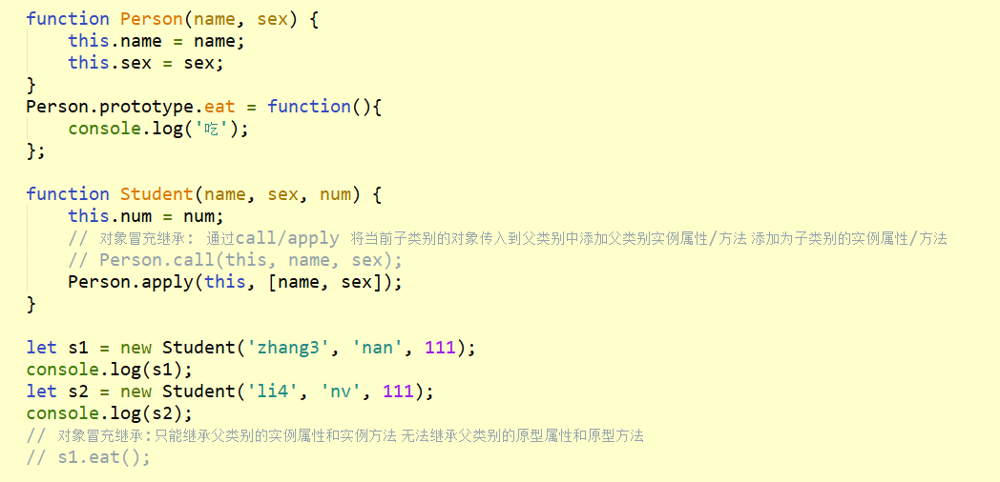 function Person(name, sex) {
    this.name = name;
    this.sex = sex;
}
Person.prototype.eat = function(){
    console.log('吃');
};

function Student(name, sex, num) {
    this.num = num;
    // 对象冒充继承: 通过call/apply 将当前子类别的对象传入到父类别中添加父类别实例属性/方法 添加为子类别的实例属性/方法
    // Person.call(this, name, sex);
    Person.apply(this, [name, sex]);
}

let s1 = new Student('zhang3', 'nan', 111);
console.log(s1);
let s2 = new Student('li4', 'nv', 111);
console.log(s2);
// 对象冒充继承:只能继承父类别的实例属性和实例方法 无法继承父类别的原型属性和原型方法
// s1.eat();